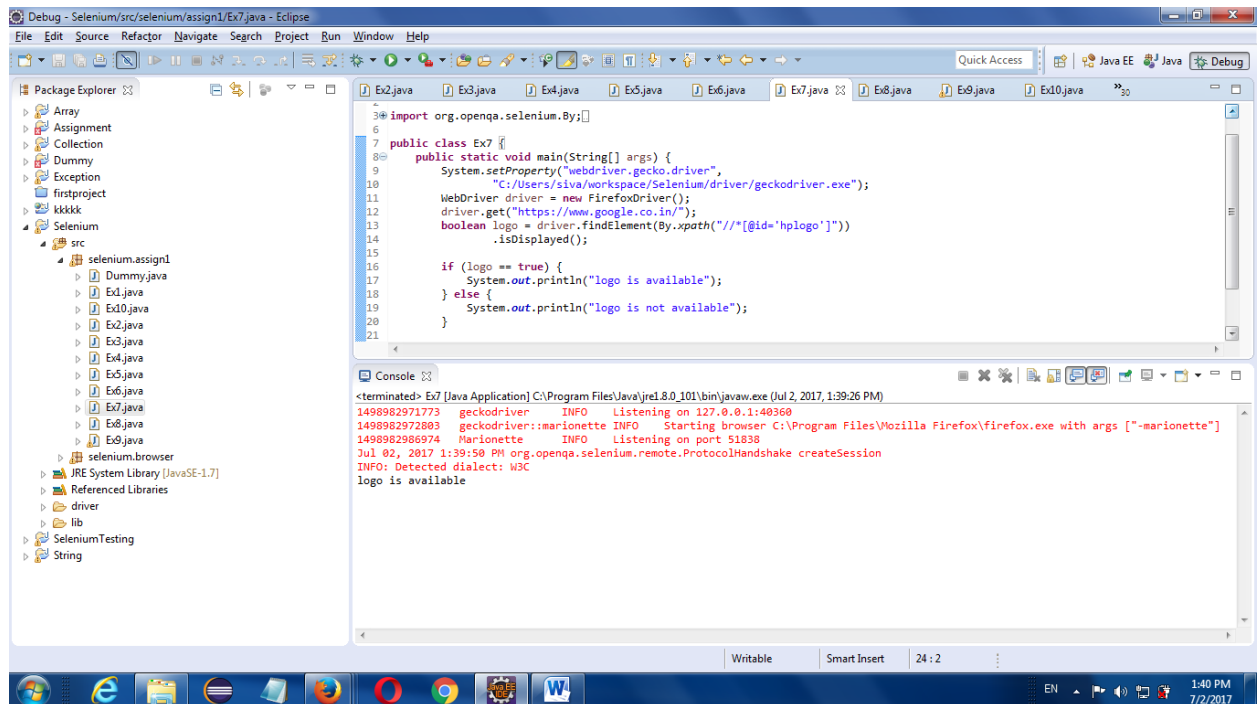 Debug - Selenium/src/selenium/assign1/Ex7.java - Eclipse
File Edit Source Refactor Navigate Search Project Run Window Help
Quick Access Java EE Java Debug
Package Explorer
Array
Assignment
Collection
Dummy
Exception
firstproject
kkkkk
Selenium
src
selenium.assign1
Dummy.java
Ex1.java
Ex10.java
Ex2.java
Ex3.java
Ex4.java
Ex5.java
Ex6.java
Ex7.java
Ex8.java
Ex9.java
selenium.browser
JRE System Library [JavaSE-1.7]
Referenced Libraries
driver
lib
SeleniumTesting
String
Ex2.java Ex3.java Ex4.java Ex5.java Ex6.java Ex7.java Ex8.java Ex9.java Ex10.java »30
3 import org.openqa.selenium.By;
6
7 public class Ex7 {
8 public static void main(String[] args) {
9 System.setProperty("webdriver.gecko.driver",
10 "C:/Users/siva/workspace/Selenium/driver/geckodriver.exe");
11 WebDriver driver = new FirefoxDriver();
12 driver.get("https://www.google.co.in/");
13 boolean logo = driver.findElement(By.xpath("//*[@id='hplogo']"))
14 .isDisplayed();
15
16 if (logo == true) {
17 System.out.println("logo is available");
18 } else {
19 System.out.println("logo is not available");
20 }
21
Console
<terminated> Ex7 [Java Application] C:\Program Files\Java\jre1.8.0_101\bin\javaw.exe (Jul 2, 2017, 1:39:26 PM)
1498982971773 geckodriver INFO Listening on 127.0.0.1:40360
1498982972803 geckodriver::marionette INFO Starting browser C:\Program Files\Mozilla Firefox\firefox.exe with args ["-marionette"]
1498982986974 Marionette INFO Listening on port 51838
Jul 02, 2017 1:39:50 PM org.openqa.selenium.remote.ProtocolHandshake createSession
INFO: Detected dialect: W3C
logo is available
Writable Smart Insert 24 : 2
Java EE IDE W EN 1:40 PM
7/2/2017